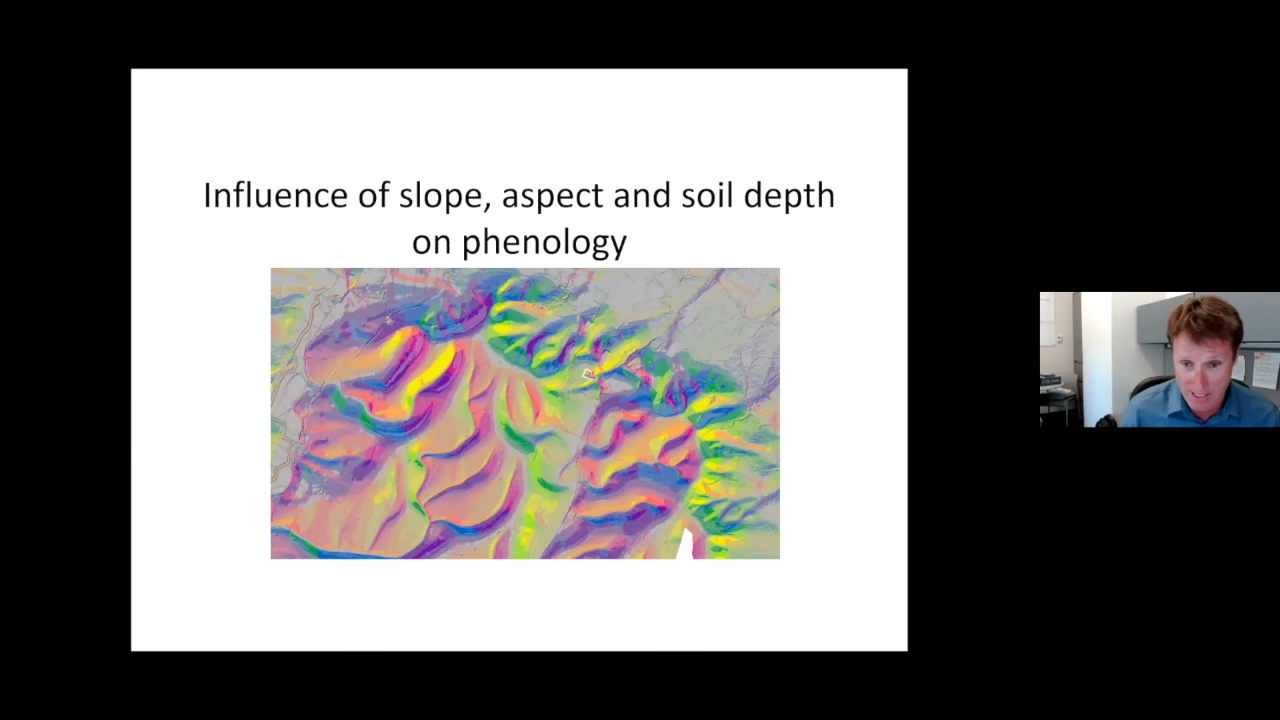 Influence of slope, aspect and soil depth
on phenology